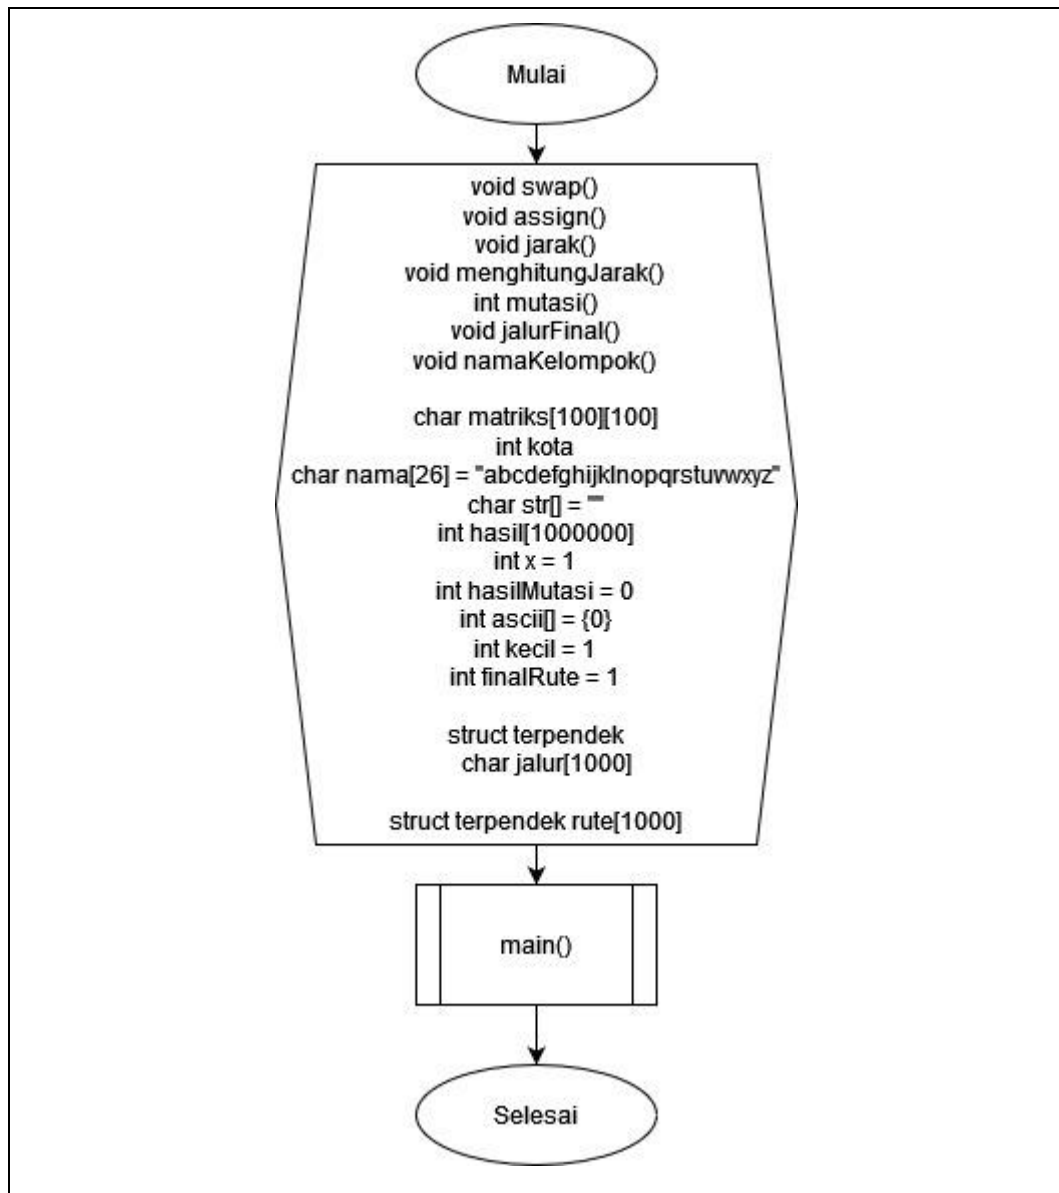 Mulai
void swap()
void assign()
void jarak()
void menghitungJarak()
int mutasi()
void jalurFinal()
void namaKelompok()
char matriks[100][100]
int kota
char nama[26] = "abcdefghijklnopqrstuvwxyz"
char str[] = ""
int hasil[1000000]
int x = 1
int hasilMutasi = 0
int ascii[] = {0}
int kecil = 1
int finalRute = 1
struct terpendek
char jalur[1000]
struct terpendek rute[1000]
main()
Selesai